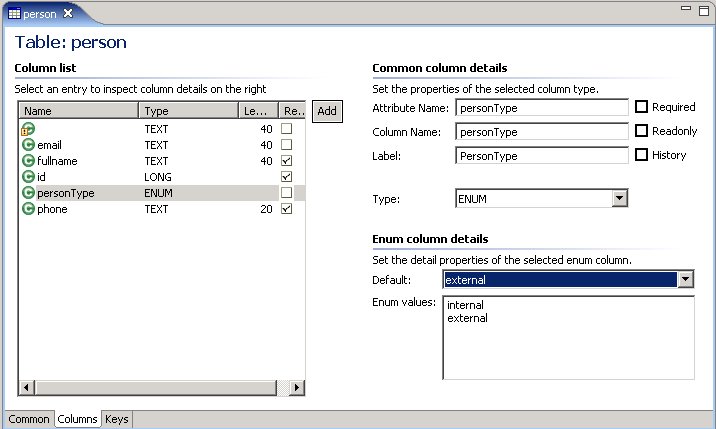 person
Table: person
Column list
Select an entry to inspect column details on the right
Name Type Le... Re...
TEXT 40
email TEXT 40
fullname TEXT 40
id LONG
personType ENUM
phone TEXT 20
Add
Common column details
Set the properties of the selected column type.
Attribute Name: personType Required
Column Name: personType Readonly
Label: PersonType History
Type: ENUM
Enum column details
Set the detail properties of the selected enum column.
Default: external
Enum values: internal
external
Common Columns Keys